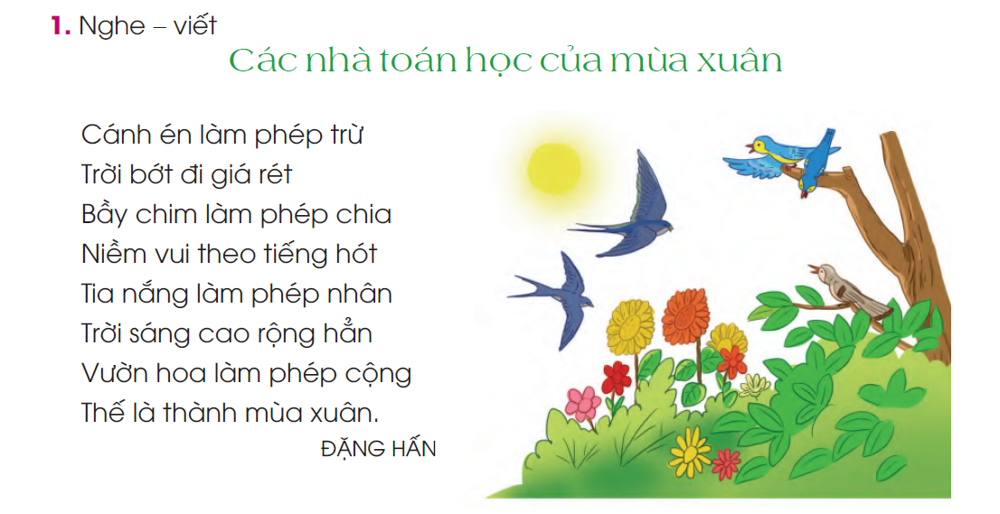 1. Nghe – viết
Các nhà toán học của mùa xuân
Cánh én làm phép trừ
Trời bớt đi giá rét
Bầy chim làm phép chia
Niềm vui theo tiếng hót
Tia nắng làm phép nhân
Trời sáng cao rộng hẳn
Vườn hoa làm phép cộng
Thế là thành mùa xuân.
ĐẶNG HẤN